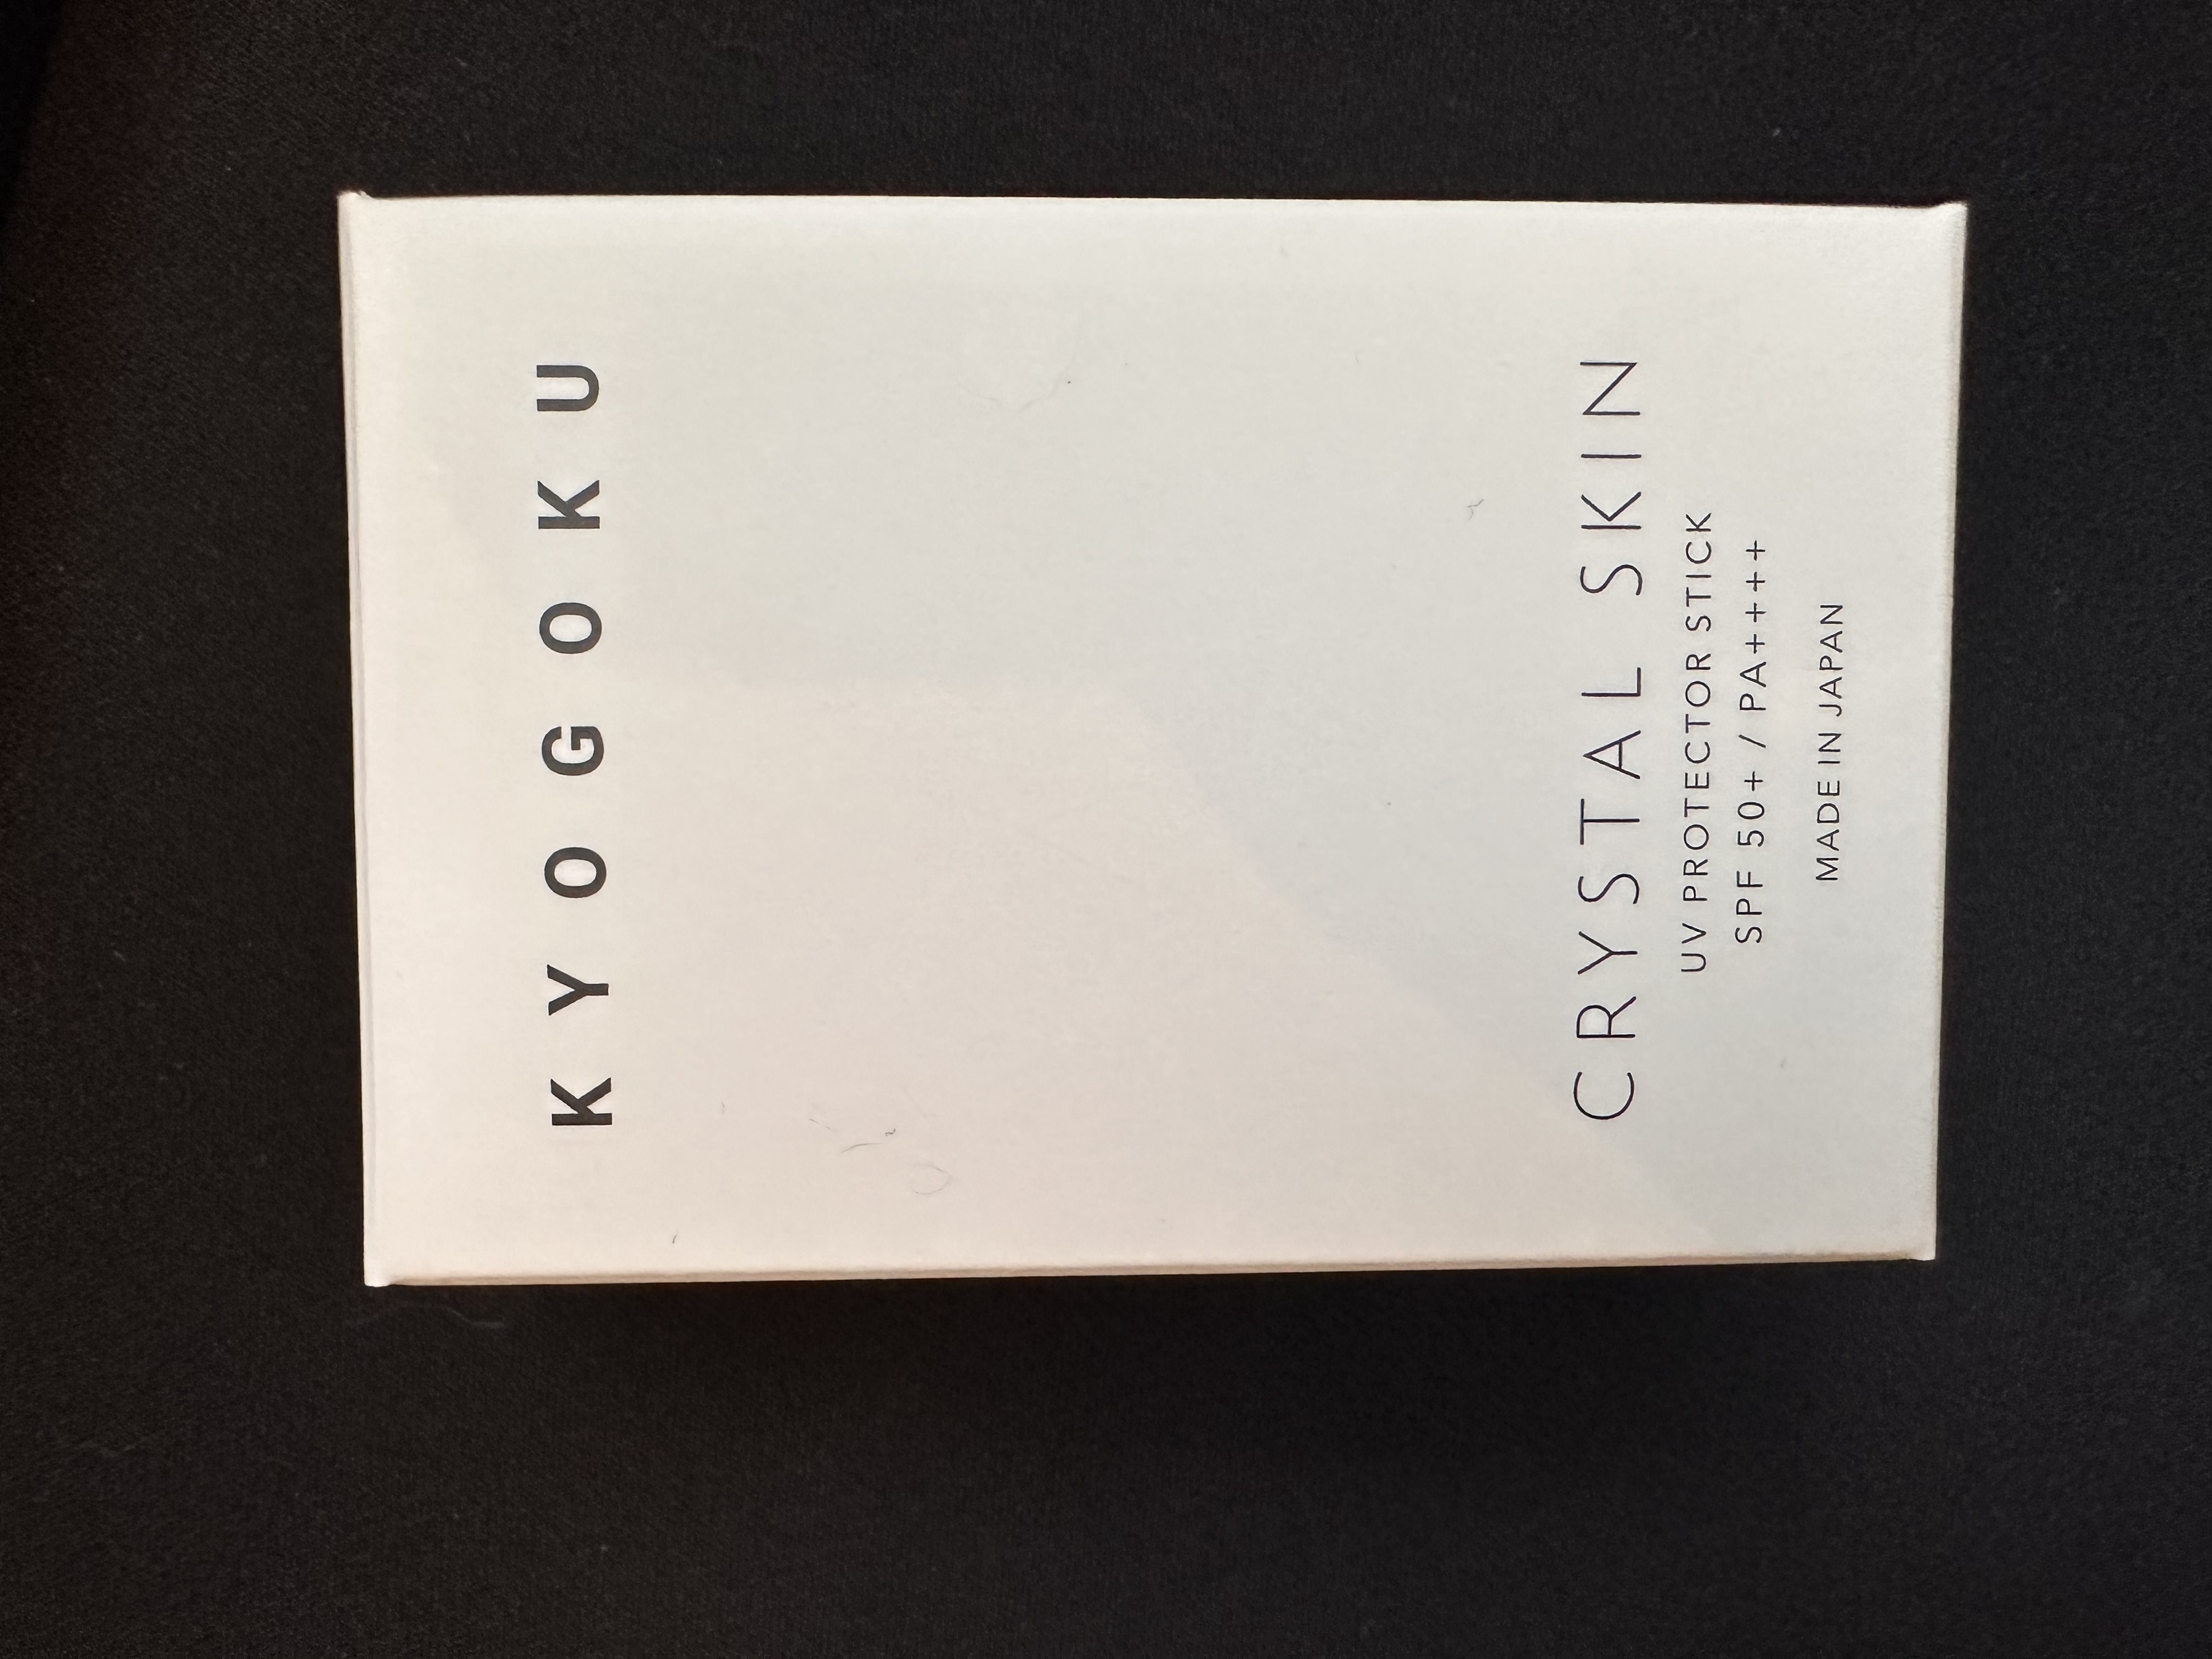 KYOGOKU
CRYSTAL SKIN
UV PROTECTOR STICK
SPF 50+ / PA++++
MADE IN JAPAN